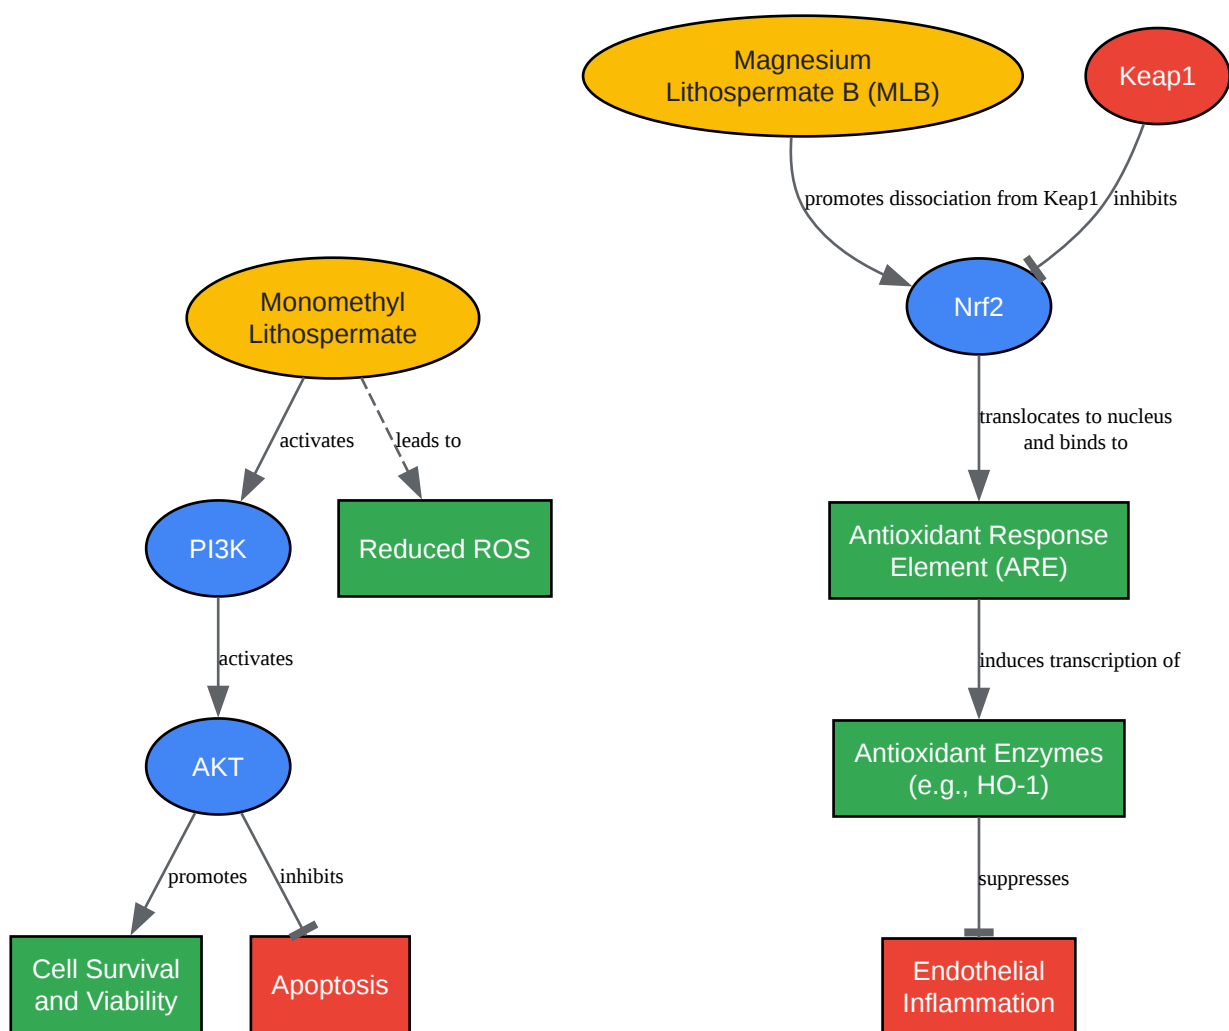 Magnesium
Lithospermate B (MLB)
Keap1
promotes dissociation from Keap1
inhibits
Monomethyl
Lithospermate
Nrf2
activates
leads to
translocates to nucleus
and binds to
PI3K
Reduced ROS
Antioxidant Response
Element (ARE)
activates
induces transcription of
AKT
Antioxidant Enzymes
(e.g., HO-1)
promotes
inhibits
suppresses
Cell Survival
and Viability
Apoptosis
Endothelial
Inflammation